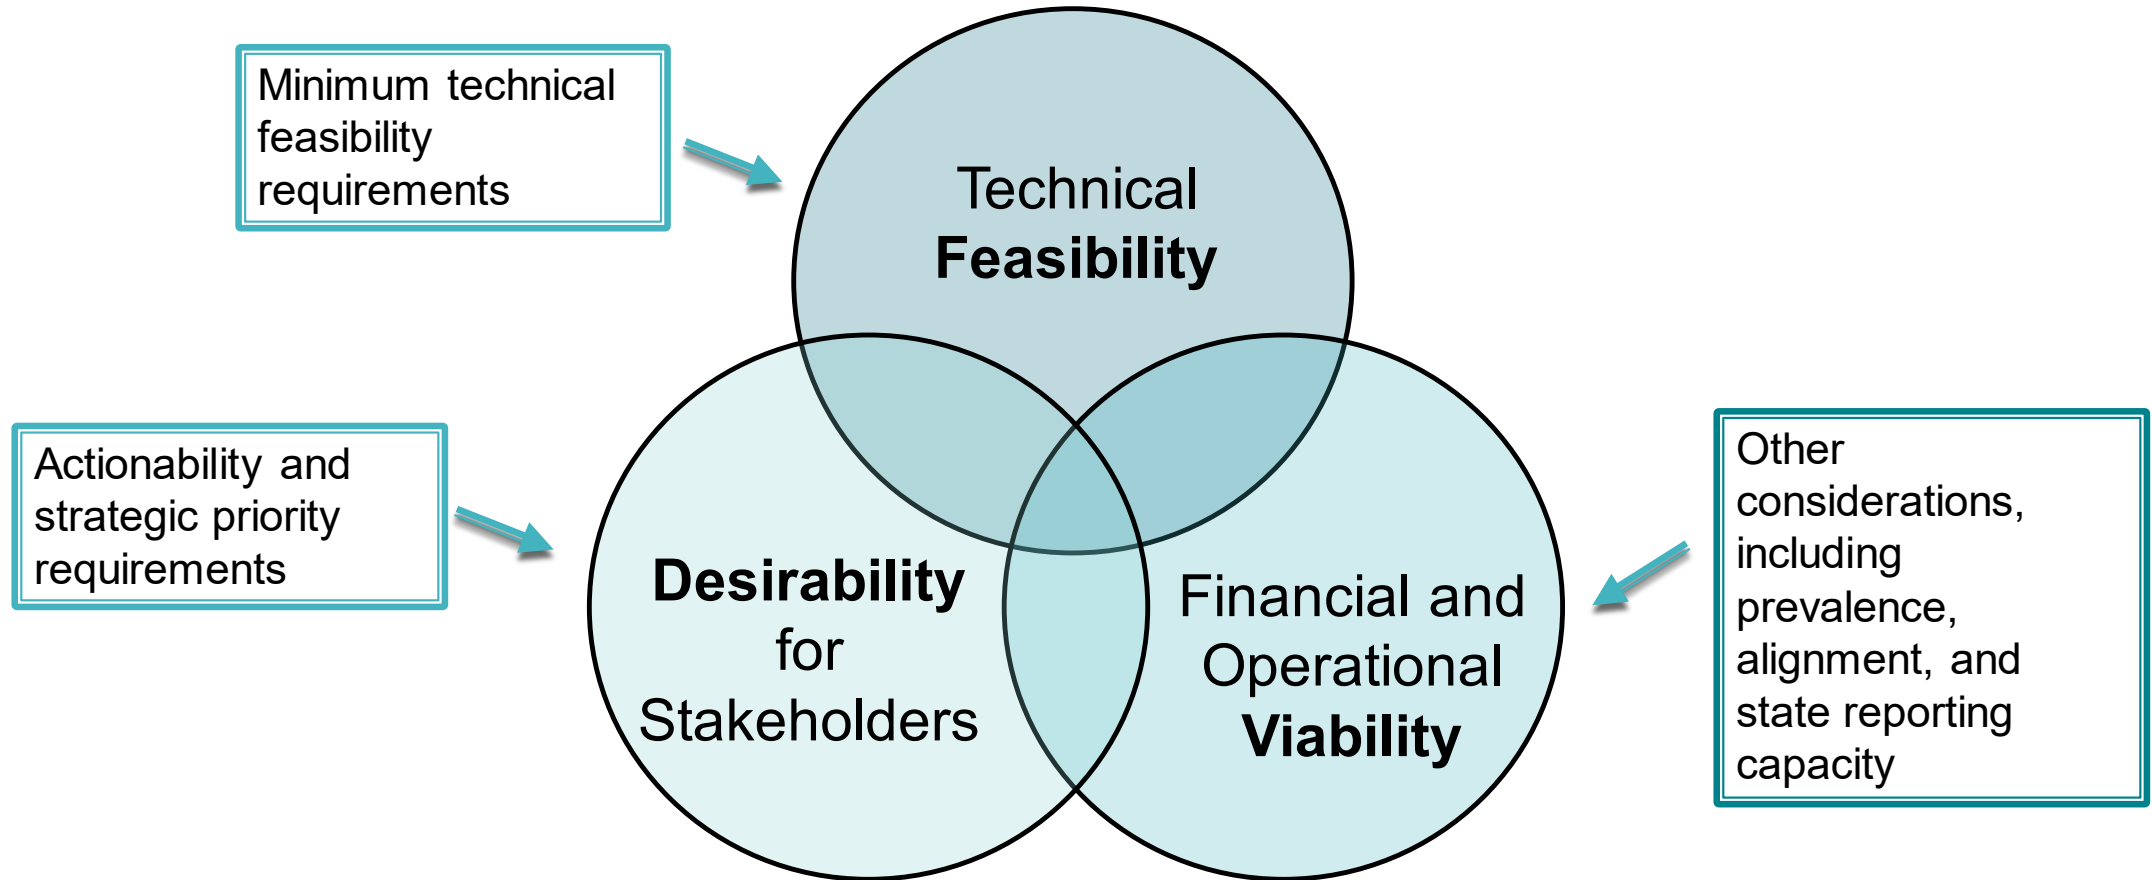 Minimum technical
feasibility
requirements
Technical
Feasibility
Actionability and
strategic priority
requirements
Desirability
for
Stakeholders
Financial and
Operational
Viability
Other
considerations,
including
prevalence,
alignment, and
state reporting
capacity